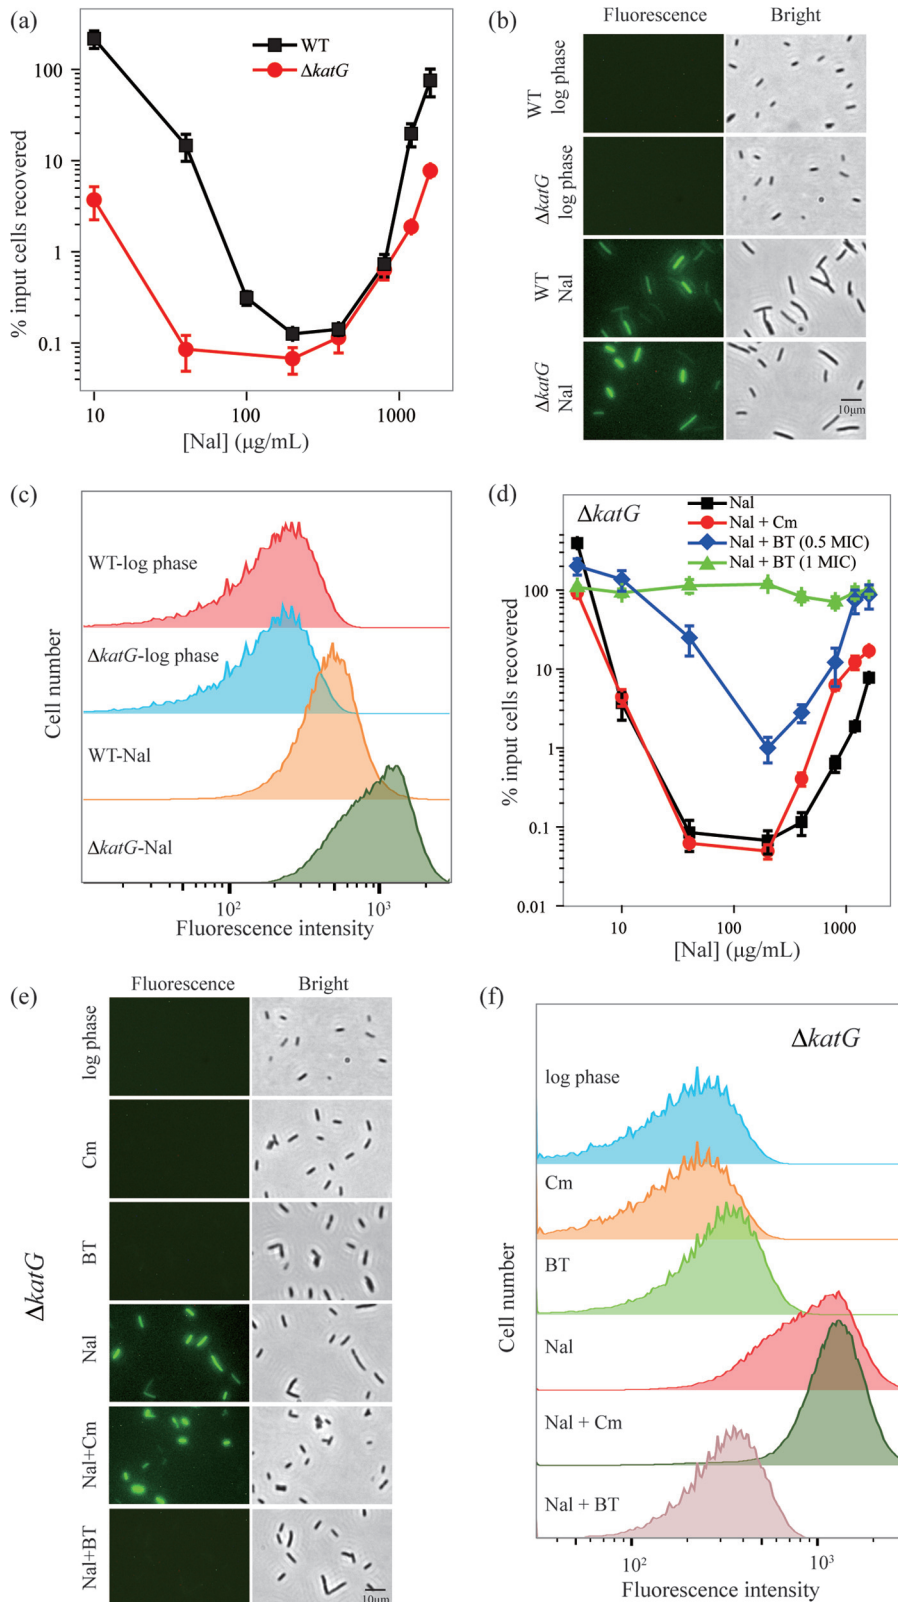 (a)
WT
ΔkatG
100
10
1
0.1
% input cells recovered
10
100
1000
[Nal] (μg/mL)
(b)
Fluorescence
Bright
WT
log phase
ΔkatG
log phase
WT
Nal
ΔkatG
Nal
10μm
(c)
WT-log phase
ΔkatG-log phase
WT-Nal
ΔkatG-Nal
Cell number
10²
10³
Fluorescence intensity
(d)
ΔkatG
Nal
Nal + Cm
Nal + BT (0.5 MIC)
Nal + BT (1 MIC)
100
10
1
0.1
0.01
% input cells recovered
10
100
1000
[Nal] (μg/mL)
(e)
Fluorescence
Bright
ΔkatG
log phase
Cm
BT
Nal
Nal+Cm
Nal+BT
10μm
(f)
ΔkatG
log phase
Cm
BT
Nal
Nal + Cm
Nal + BT
Cell number
10²
10³
Fluorescence intensity